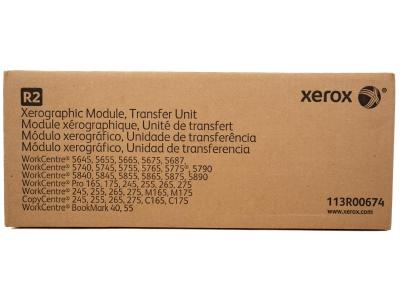 R2
xerox
Xerographic Module, Transfer Unit
Module xérographique, Unité de transfert
Módulo xerográfico, Unidade de transferência
Módulo xerográfico, Unidad de transferencia
WorkCentre® 5645, 5655, 5665, 5675, 5687,
WorkCentre® 5740, 5745, 5755, 5765, 5775®, 5790
WorkCentre® 5840, 5845, 5855, 5865, 5875, 5890
WorkCentre® Pro 165, 175, 245, 255, 265, 275
WorkCentre® 245, 255, 265, 275, M165, M175
CopyCentre® 245, 255, 265, 275, C165, C175
WorkCentre® BookMark 40, 55
113R00674
www.xerox.com